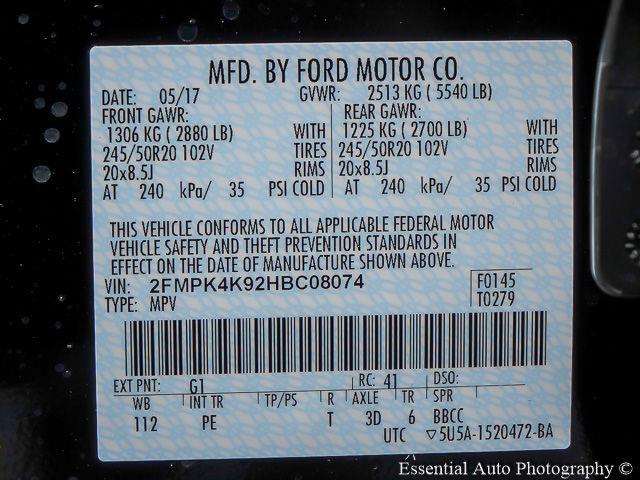 MFD. BY FORD MOTOR CO.
DATE: 05/17 GVWR: 2513 KG ( 5540 LB)
FRONT GAWR: REAR GAWR:
1306 KG ( 2880 LB) WITH 1225 KG ( 2700 LB) WITH
245/50R20 102V TIRES 245/50R20 102V TIRES
20x8.5J RIMS 20x8.5J RIMS
AT 240 kPa/ 35 PSI COLD AT 240 kPa/ 35 PSI COLD
THIS VEHICLE CONFORMS TO ALL APPLICABLE FEDERAL MOTOR
VEHICLE SAFETY AND THEFT PREVENTION STANDARDS IN
EFFECT ON THE DATE OF MANUFACTURE SHOWN ABOVE.
VIN: 2FMPK4K92HBC08074 F0145
TYPE: MPV T0279
EXT PNT: G1 RC: 41 DSO:
WB INT TR TP/PS R AXLE TR SPR
112 PE T 3D 6 BBCC
UTC ▽5U5A-1520472-BA
Essential Auto Photography ©